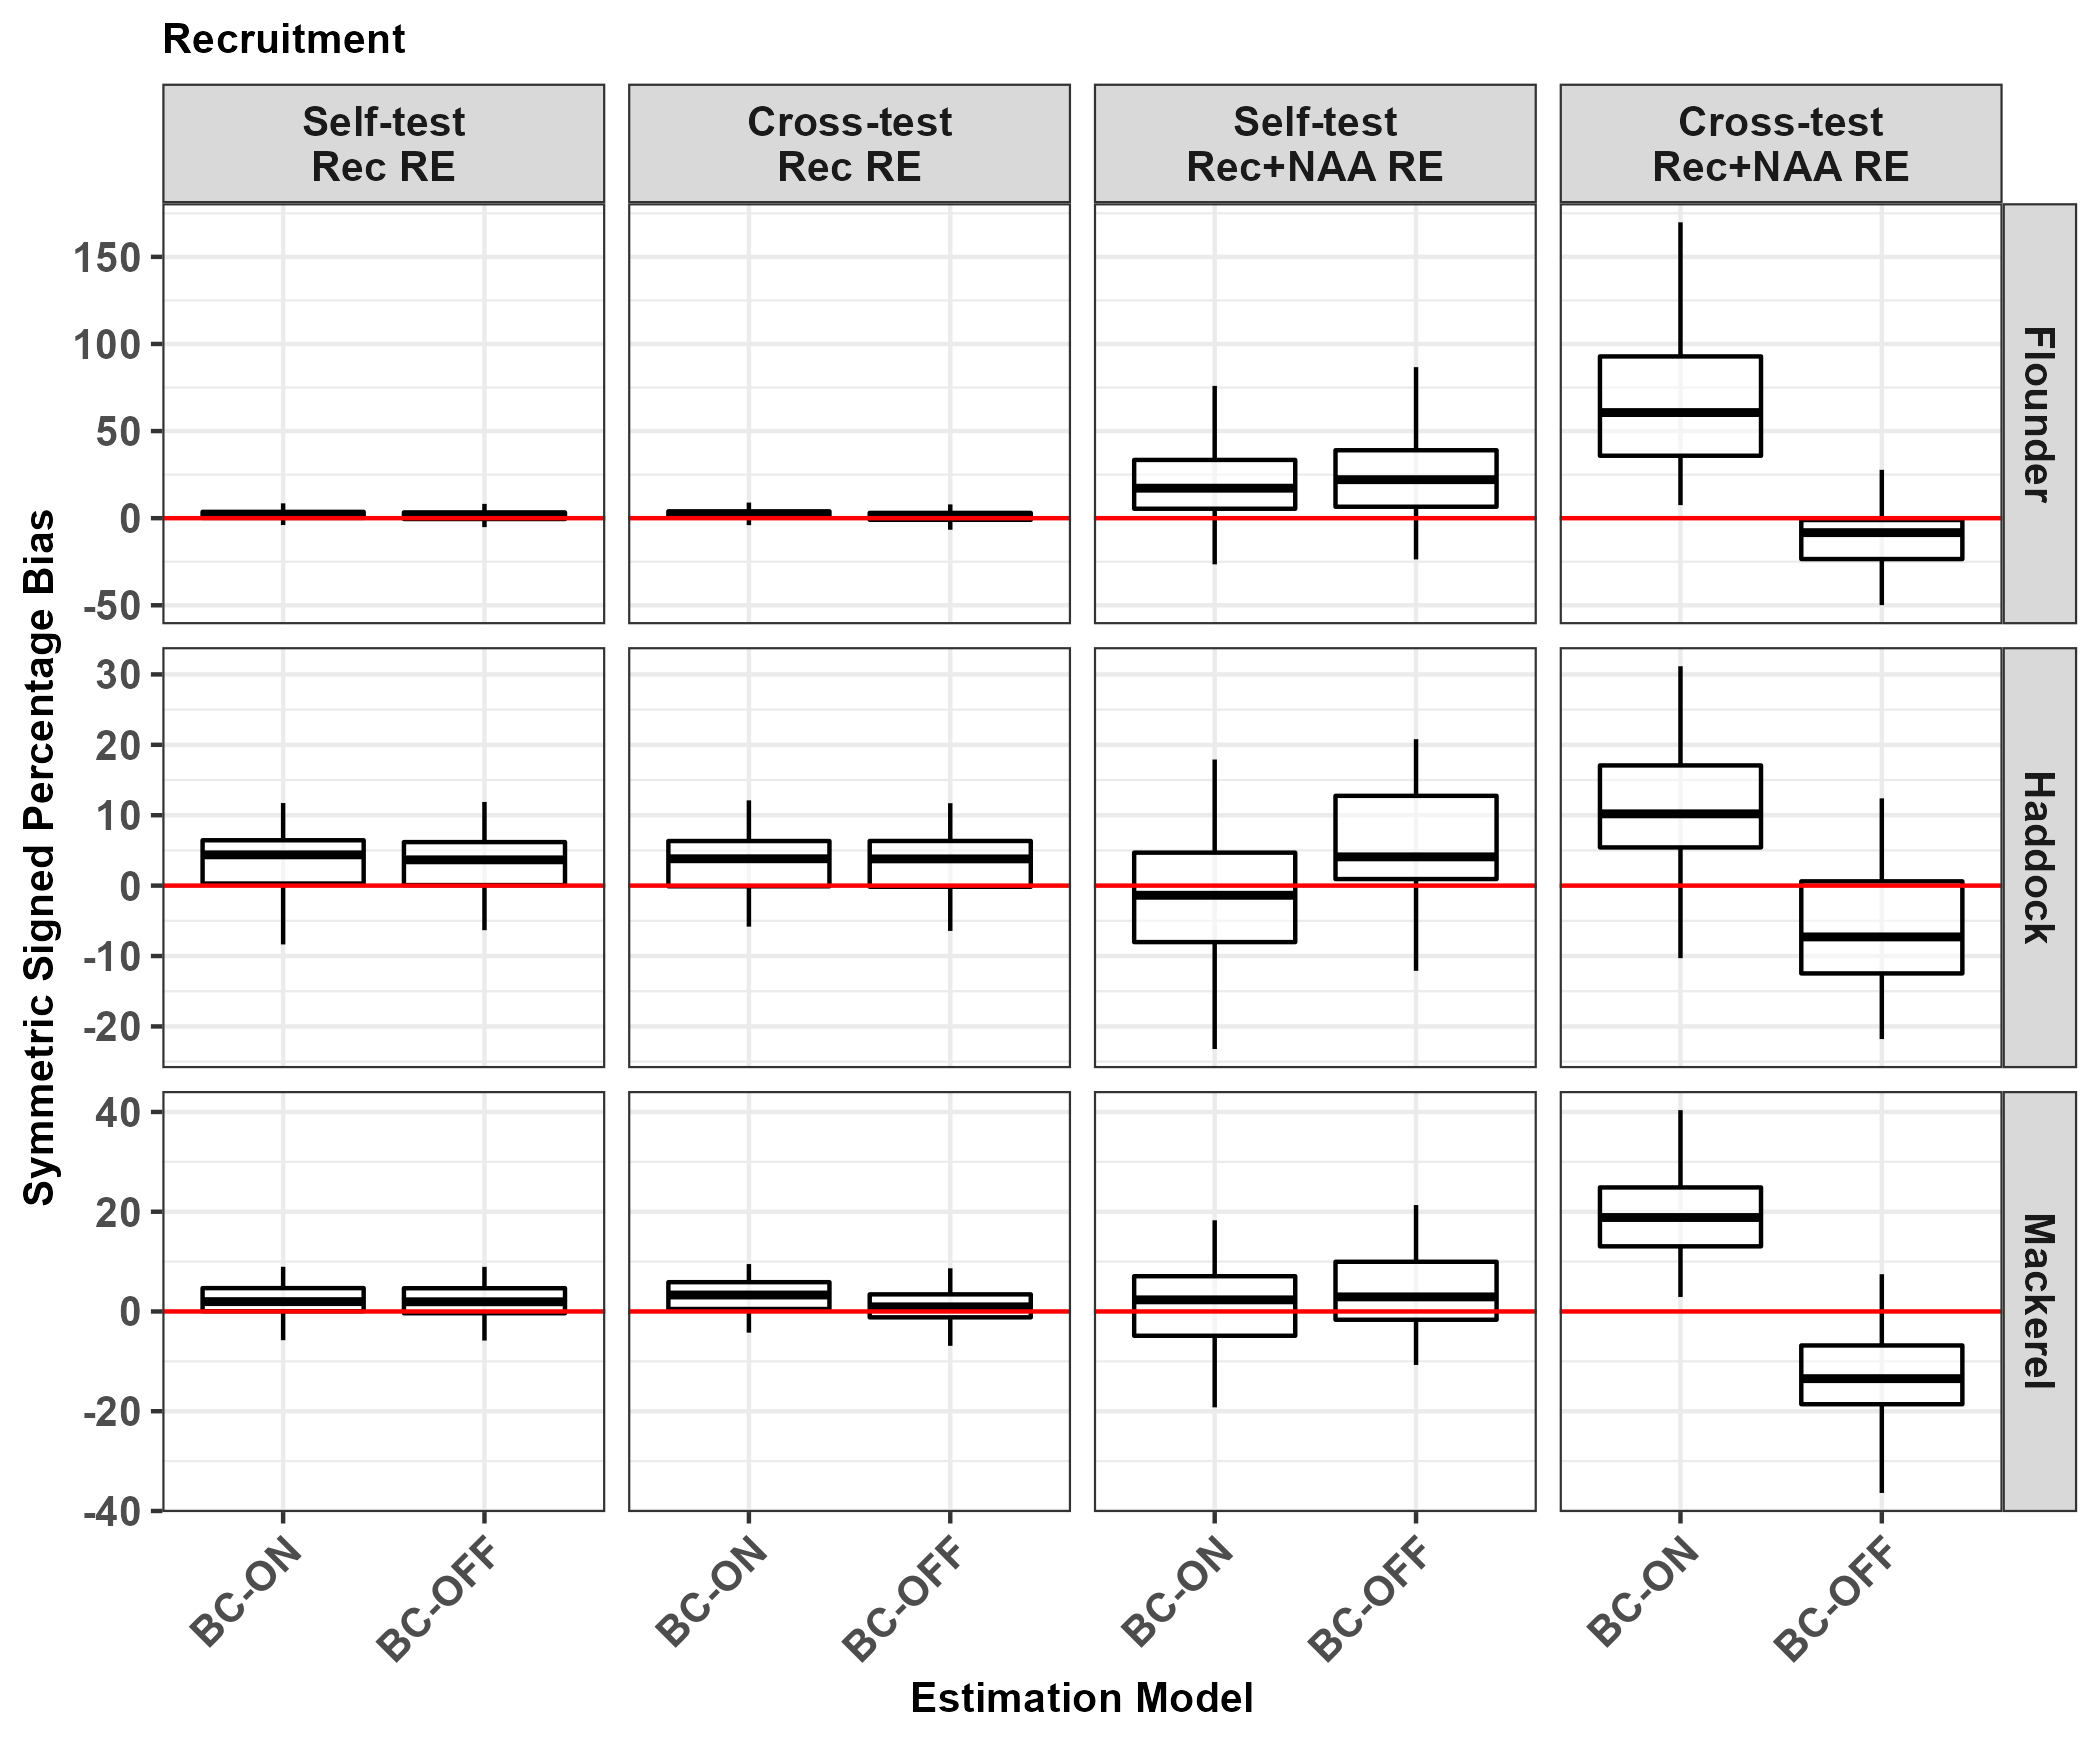 Recruitment
Self-test
Rec RE
Cross-test
Rec RE
Self-test
Rec+NAA RE
Cross-test
Rec+NAA RE
Symmetric Signed Percentage Bias
150
100
50
0
-50
Flounder
30
20
10
0
-10
-20
Haddock
40
20
0
-20
-40
Mackerel
BC-ON
BC-OFF
BC-ON
BC-OFF
BC-ON
BC-OFF
BC-ON
BC-OFF
Estimation Model